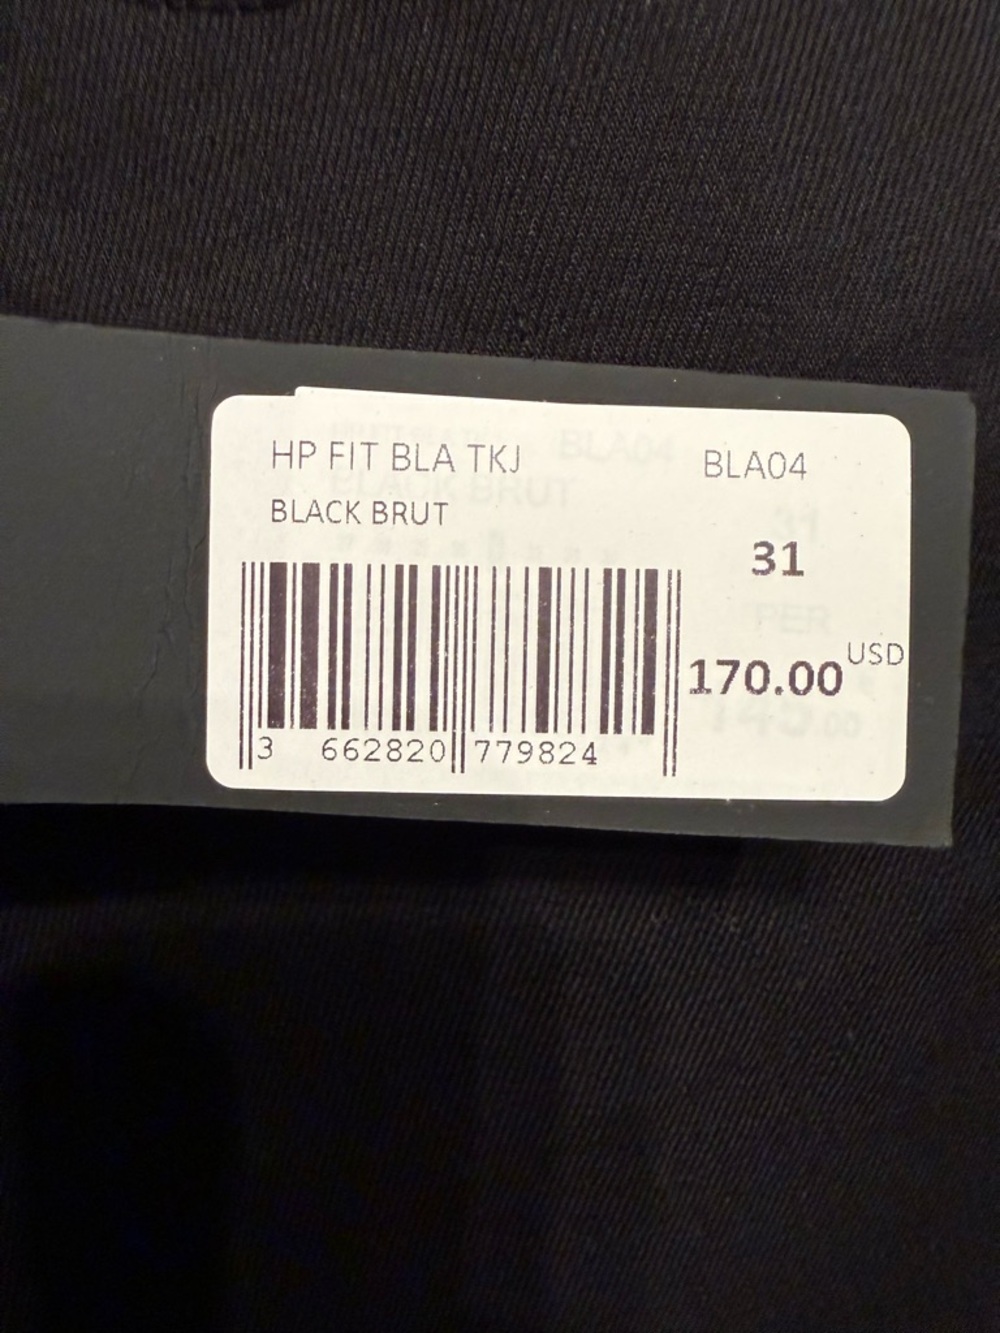 HP FIT BLA TKJ BLA04
BLACK BRUT
31
170.00 USD
3 662820 779824